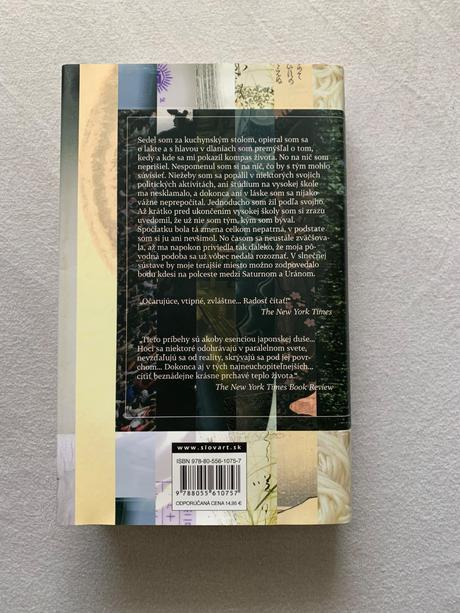 Sedel som za kuchynským stolom, opieral som sa
o lakte a s hlavou v dlaniach som premýšľal o tom,
kedy a kde sa mi pokazil kompas života. No na nič som
neprišiel. Nespomenul som si na nič, čo by s tým mohlo
súvisieť. Niežeby som sa popálil v niektorých svojich
politických aktivitách, ani štúdium na vysokej škole
ma nesklamalo, a dokonca ani v láske som sa nijako
vážne neprepočítal. Jednoducho som žil podľa svojho.
Až krátko pred ukončením vysokej školy som si zrazu
uvedomil, že už nie som tým, kým som býval.
Spočiatku bola tá zmena celkom nepatrná, v podstate
som si ju ani nevšimol. No časom sa neustále zväčšova-
la, až ma napokon priviedla tak ďaleko, že moja pô-
vodná podoba sa už vôbec nedala rozoznať. V slnečnej
sústave by moje terajšie miesto možno zodpovedalo
bodu kdesi na polceste medzi Saturnom a Uránom.
„Očarujúce, vtipné, zvláštne... Radosť čítať!“
The New York Times
„Tieto príbehy sú akoby esenciou japonskej duše...
Hoci sa niektoré odohrávajú v paralelnom svete,
nevzďaľujú sa od reality, skrývajú sa pod jej povr-
chom... Dokonca aj v tých najneuchopiteľnejších...
cítiť beznádejne krásne prchavé teplo života.“
The New York Times Book Review
www.slovart.sk
ISBN 978-80-556-1075-7
9 788055 610757
ODPORÚČANÁ CENA 14,95 €